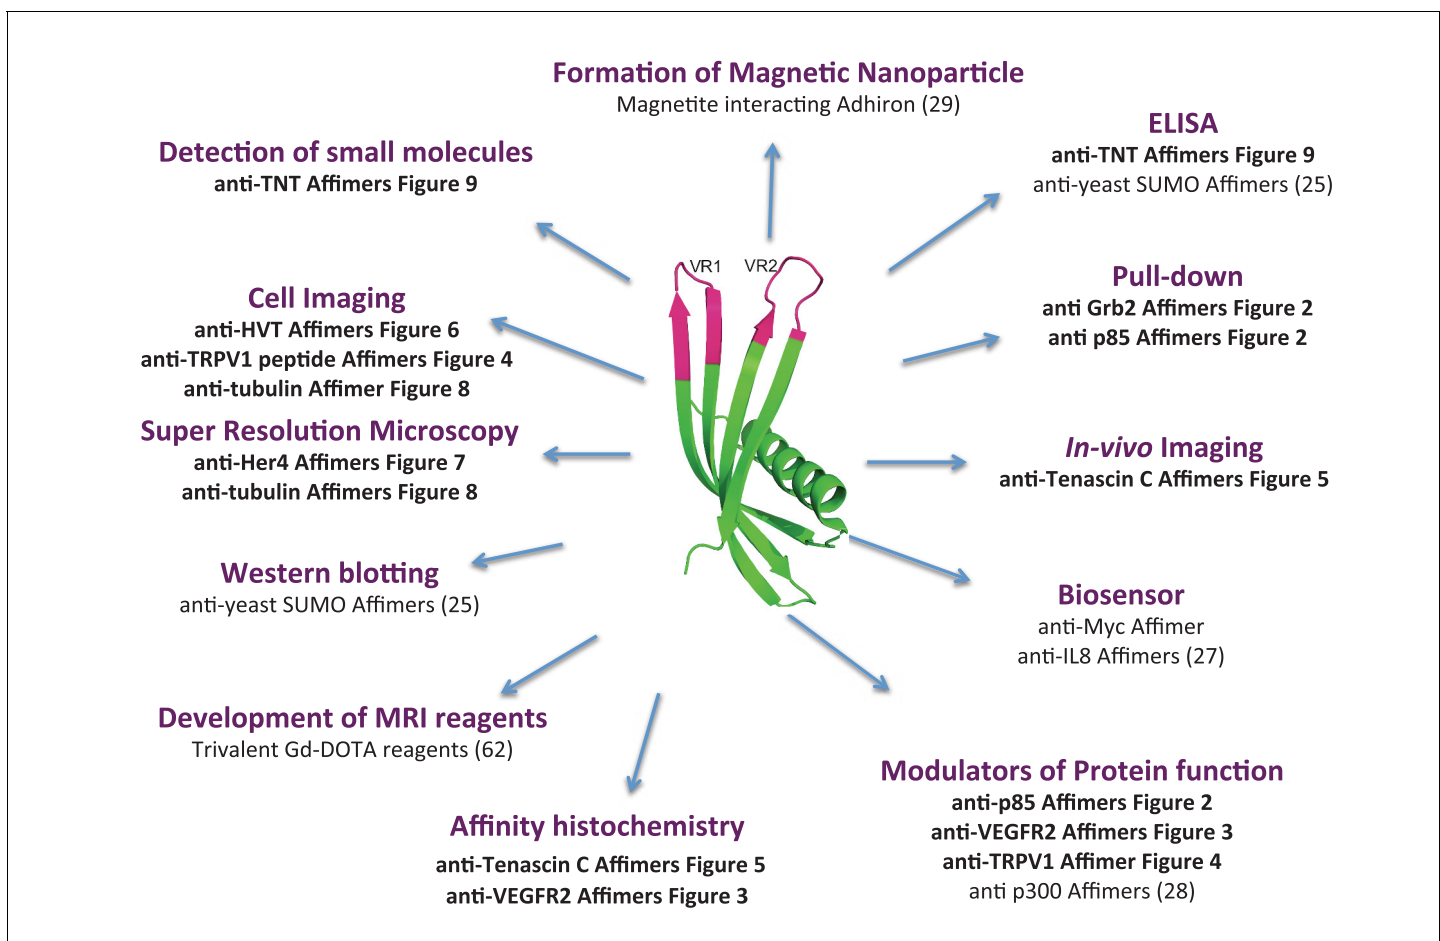 Formation of Magnetic Nanoparticle
Magnetite interacting Adhiron (29)
ELISA
anti-TNT Affimers Figure 9
anti-yeast SUMO Affimers (25)
Detection of small molecules
anti-TNT Affimers Figure 9
VR1
VR2
Pull-down
anti Grb2 Affimers Figure 2
anti p85 Affimers Figure 2
Cell Imaging
anti-HVT Affimers Figure 6
anti-TRPV1 peptide Affimers Figure 4
anti-tubulin Affimer Figure 8
Super Resolution Microscopy
anti-Her4 Affimers Figure 7
anti-tubulin Affimers Figure 8
In-vivo Imaging
anti-Tenascin C Affimers Figure 5
Western blotting
anti-yeast SUMO Affimers (25)
Biosensor
anti-Myc Affimer
anti-IL8 Affimers (27)
Development of MRI reagents
Trivalent Gd-DOTA reagents (62)
Modulators of Protein function
anti-p85 Affimers Figure 2
anti-VEGFR2 Affimers Figure 3
anti-TRPV1 Affimer Figure 4
anti p300 Affimers (28)
Affinity histochemistry
anti-Tenascin C Affimers Figure 5
anti-VEGFR2 Affimers Figure 3